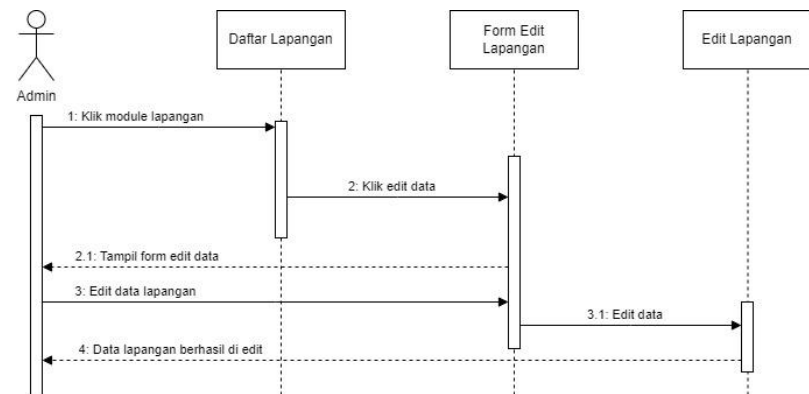 Daftar Lapangan
Form Edit
Lapangan
Edit Lapangan
Admin
1: Klik module lapangan
2: Klik edit data
2.1: Tampil form edit data
3: Edit data lapangan
3.1: Edit data
4: Data lapangan berhasil di edit